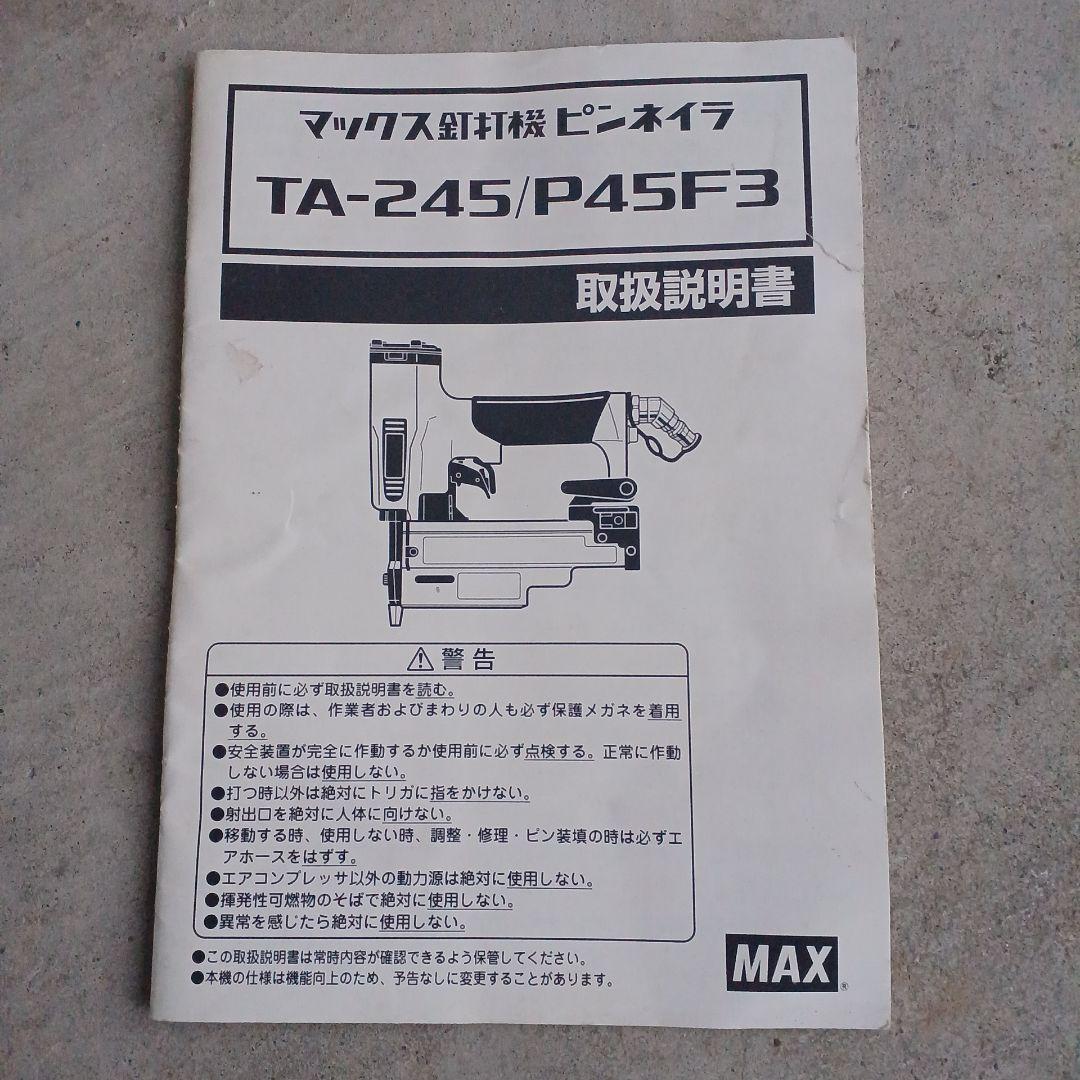 マックス釘打機 ピンネイラ
TA-245/P45F3
取扱説明書
警告
●使用前に必ず取扱説明書を読む。
●使用の際は、作業者およびまわりの人も必ず保護メガネを着用
する。
●安全装置が完全に作動するか使用前に必ず点検する。正常に作動
しない場合は使用しない。
●打つ時以外は絶対にトリガに指をかけない。
●射出口を絶対に人体に向けない。
●移動する時、使用しない時、調整・修理・ピン装填の時は必ずエ
アホースをはずす。
●エアコンプレッサ以外の動力源は絶対に使用しない。
●揮発性可燃物のそばで絶対に使用しない。
●異常を感じたら絶対に使用しない。
●この取扱説明書は常時内容が確認できるよう保管してください。
●本機の仕様は機能向上のため、予告なしに変更することがあります。
MAX®